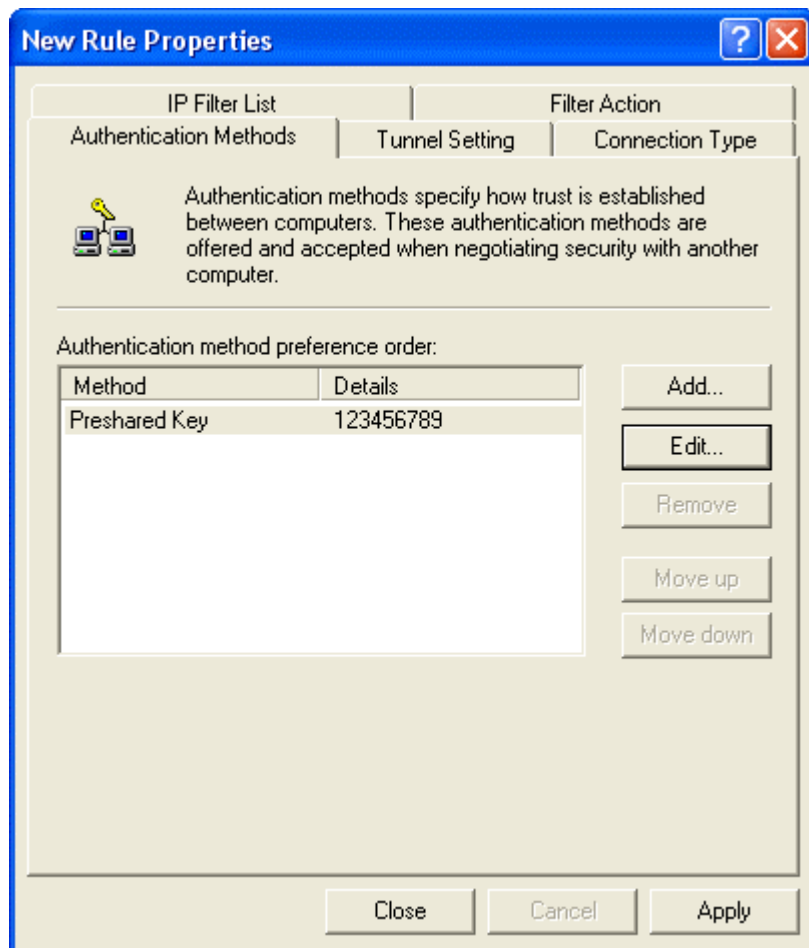 New Rule Properties
IP Filter List
Filter Action
Authentication Methods
Tunnel Setting
Connection Type
Authentication methods specify how trust is established
between computers. These authentication methods are
offered and accepted when negotiating security with another
computer.
Authentication method preference order:
Method Details
Preshared Key 123456789
Add...
Edit...
Remove
Move up
Move down
Close
Cancel
Apply